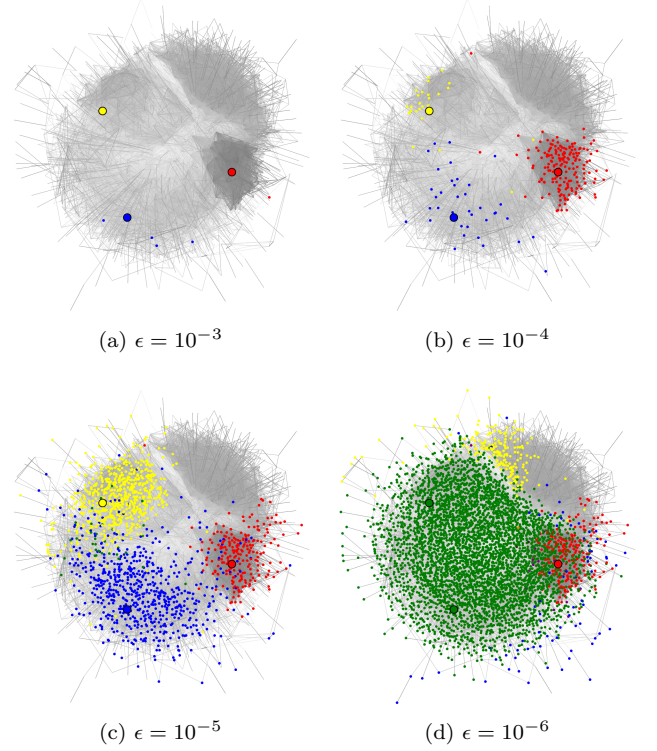 (a) ϵ = 10⁻³
(b) ϵ = 10⁻⁴
(c) ϵ = 10⁻⁵
(d) ϵ = 10⁻⁶